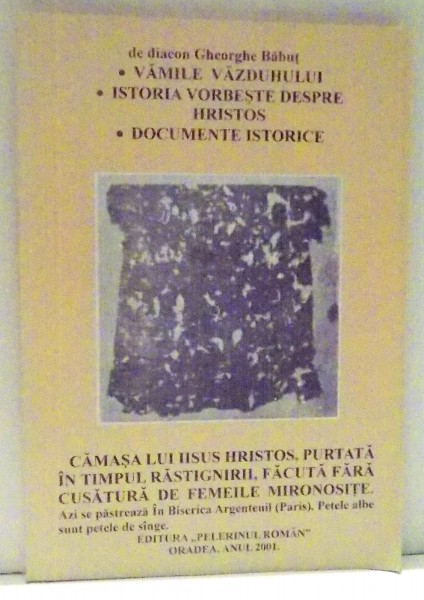 de diacon Gheorghe Băbuț
• VĂMILE VĂZDUHULUI
• ISTORIA VORBEȘTE DESPRE
HRISTOS
• DOCUMENTE ISTORICE
CĂMAȘA LUI IISUS HRISTOS, PURTATĂ
ÎN TIMPUL RĂSTIGNIRII, FĂCUTĂ FĂRĂ
CUSĂTURĂ DE FEMEILE MIRONOSIȚE.
Azi se păstrează În Biserica Argenteuil (Paris). Petele albe
sunt petele de sînge.
EDITURA „PELERINUL ROMÂN”
ORADEA, ANUL 2001.